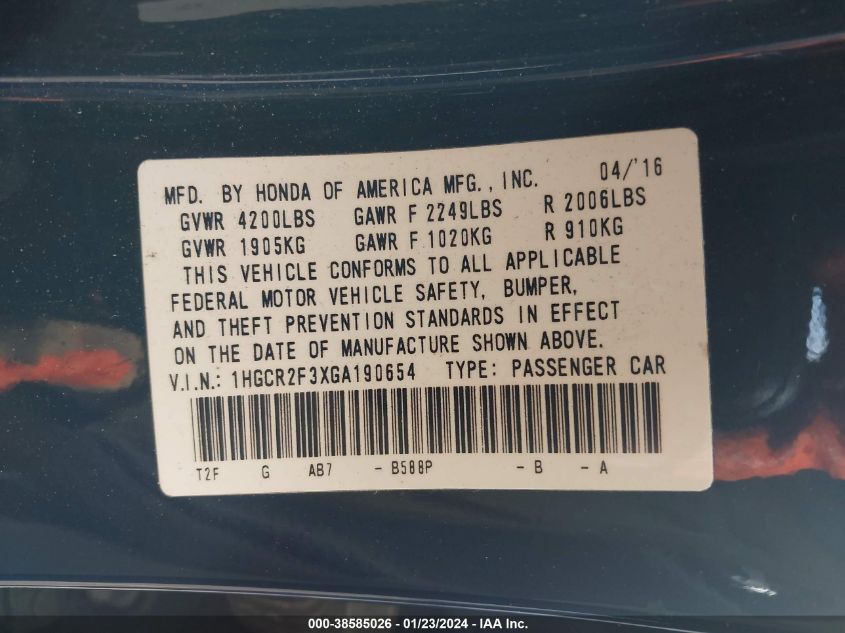 MFD. BY HONDA OF AMERICA MFG., INC. 04/'16
GVWR 4200LBS GAWR F 2249LBS R 2006LBS
GVWR 1905KG GAWR F 1020KG R 910KG
THIS VEHICLE CONFORMS TO ALL APPLICABLE
FEDERAL MOTOR VEHICLE SAFETY, BUMPER,
AND THEFT PREVENTION STANDARDS IN EFFECT
ON THE DATE OF MANUFACTURE SHOWN ABOVE.
V.I.N.: 1HGCR2F3XGA190654 TYPE: PASSENGER CAR
T2F G AB7 - B588P - B - A
000-38585026 - 01/23/2024 - IAA Inc.